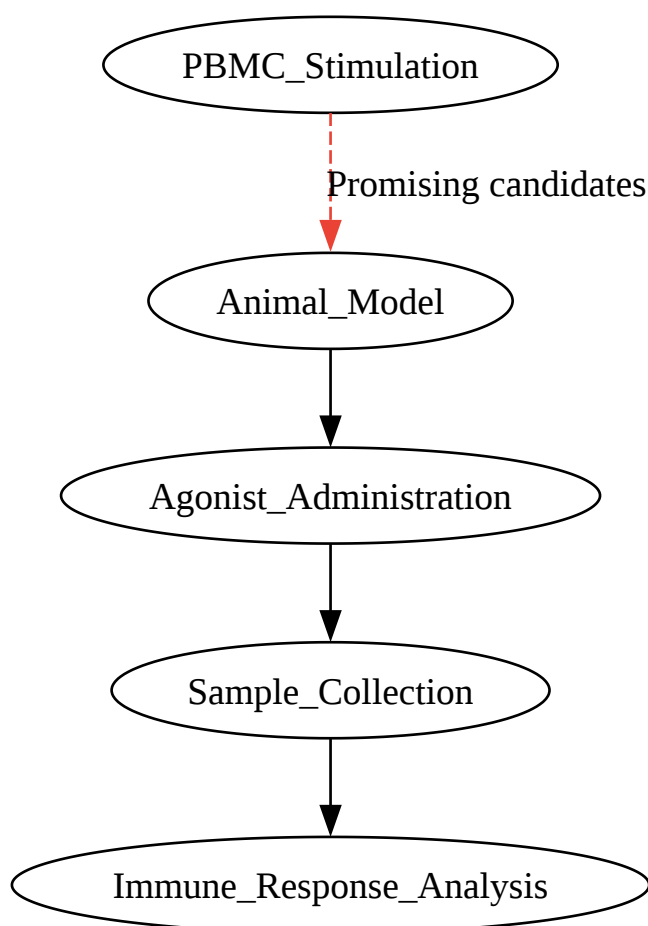 PBMC_Stimulation
Promising candidates
Animal_Model
Agonist_Administration
Sample_Collection
Immune_Response_Analysis